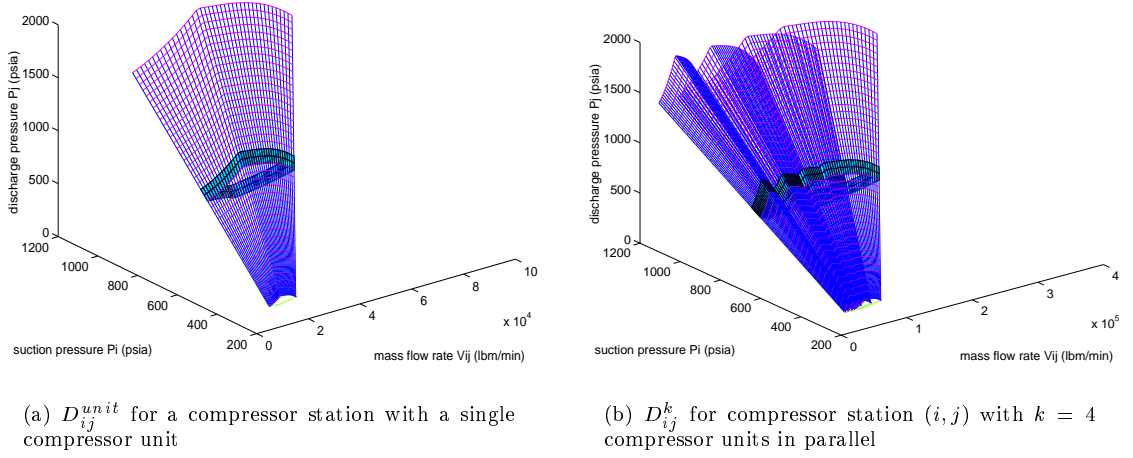 2000
1500
1000
500
0
discharge pressure Pj (psia)
1200
1000
800
600
400
200
suction pressure Pi (psia)
0
2
4
6
8
10
x 10^4
mass flow rate Vij (lbm/min)
2000
1500
1000
500
0
discharge presssure Pj (psia)
1200
1000
800
600
400
200
suction pressure Pi (psia)
0
1
2
3
4
x 10^5
mass flow rate Vij (lbm/min)
(a) D_{ij}^{unit} for a compressor station with a single
compressor unit
(b) D_{ij}^{k} for compressor station (i, j) with k = 4
compressor units in parallel